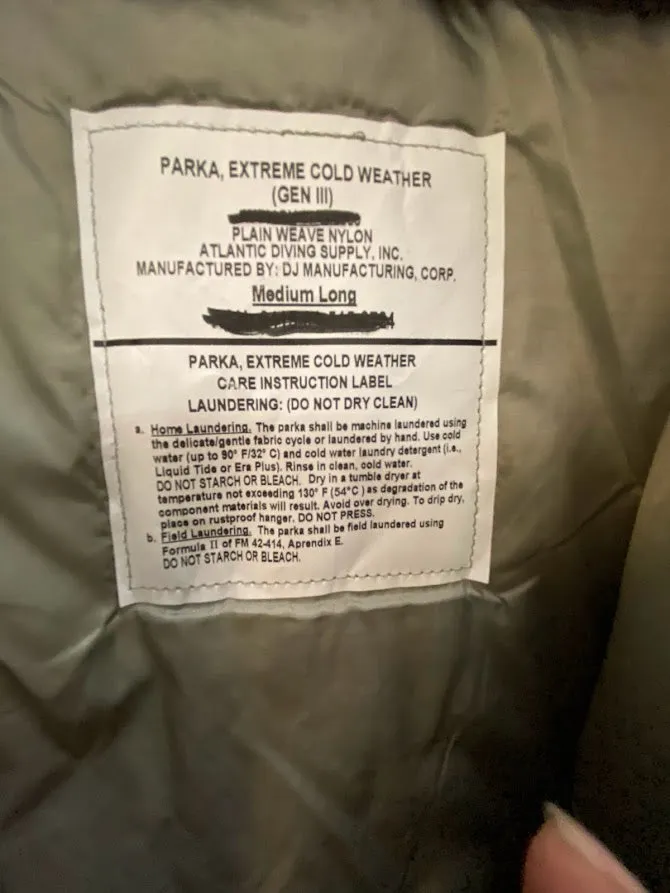 PARKA, EXTREME COLD WEATHER
(GEN III)
PLAIN WEAVE NYLON
ATLANTIC DIVING SUPPLY, INC.
MANUFACTURED BY: DJ MANUFACTURING, CORP.
Medium Long
PARKA, EXTREME COLD WEATHER
CARE INSTRUCTION LABEL
LAUNDERING: (DO NOT DRY CLEAN)
a. Home Laundering. The parka shall be machine laundered using
the delicate/gentle fabric cycle or laundered by hand. Use cold
water (up to 90° F/32° C) and cold water laundry detergent (i.e.,
Liquid Tide or Era Plus). Rinse in clean, cold water.
DO NOT STARCH OR BLEACH. Dry in a tumble dryer at
temperature not exceeding 130° F (54°C) as degradation of the
component materials will result. Avoid over drying. To drip dry,
place on rustproof hanger. DO NOT PRESS.
b. Field Laundering. The parka shall be field laundered using
Formula II of FM 42-414, Aprendix E.
DO NOT STARCH OR BLEACH.